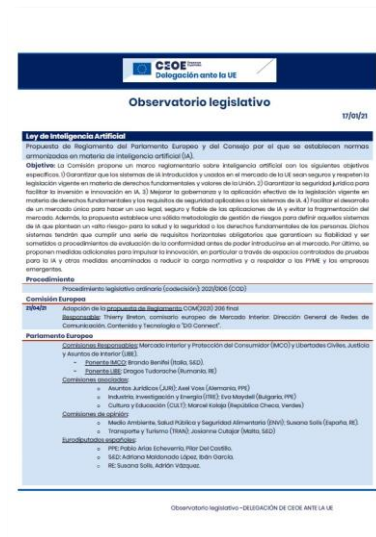 CEOE
Delegación ante la UE
Observatorio legislativo
17/01/21
Ley de Inteligencia Artificial
Propuesta de Reglamento del Parlamento Europeo y del Consejo por el que se establecen normas
armonizadas en materia de inteligencia artificial (IA).
Objetivo: La Comisión propone un marco reglamentario sobre inteligencia artificial con los siguientes objetivos
específicos. 1) Garantizar que los sistemas de IA introducidos y usados en el mercado de la UE sean seguros y respeten la
legislación vigente en materia de derechos fundamentales y valores de la Unión. 2) Garantizar la seguridad jurídica para
facilitar la inversión e innovación en IA. 3) Mejorar la gobernanza y la aplicación efectiva de la legislación vigente en
materia de derechos fundamentales y los requisitos de seguridad aplicables a los sistemas de IA. 4) Facilitar el desarrollo
de un mercado único para hacer un uso legal, seguro y fiable de las aplicaciones de IA y evitar la fragmentación del
mercado. Además, la propuesta establece una sólida metodología de gestión de riesgos para definir aquellos sistemas
de IA que plantean un «alto riesgo» para la salud y la seguridad o los derechos fundamentales de las personas. Dichos
sistemas tendrán que cumplir una serie de requisitos horizontales obligatorios que garanticen su fiabilidad y ser
sometidos a procedimientos de evaluación de la conformidad antes de poder introducirse en el mercado. Por último, se
proponen medidas adicionales para impulsar la innovación, en particular a través de espacios controlados de pruebas
para la IA y otras medidas encaminadas a reducir la carga normativa y a respaldar a las PYME y las empresas
emergentes.
Procedimiento
Procedimiento legislativo ordinario (codecisión): 2021/0106 (COD)
Comisión Europea
21/04/21 Adopción de la propuesta de Reglamento COM(2021) 206 final
Responsable: Thierry Breton, comisario europeo de Mercado Interior. Dirección General de Redes de
Comunicación, Contenido y Tecnología o "DG Connect".
Parlamento Europeo
Comisiones Responsables: Mercado Interior y Protección del Consumidor (IMCO) y Libertades Civiles, Justicia
y Asuntos de Interior (LIBE).
- Ponente IMCO: Brando Benifei (Italia, S&D).
- Ponente LIBE: Dragos Tudorache (Rumanía, RE)
Comisiones asociadas:
o Asuntos Jurídicos (JURI): Axel Voss (Alemania, PPE)
o Industria, Investigación y Energía (ITRE): Eva Maydell (Bulgaria, PPE)
o Cultura y Educación (CULT): Marcel Kolaja (República Checa, Verdes)
Comisiones de opinión:
o Medio Ambiente, Salud Pública y Seguridad Alimentaria (ENVI): Susana Solís (España, RE).
o Transporte y Turismo (TRAN): Josianne Cutajar (Malta, S&D)
Eurodiputados españoles:
o PPE: Pablo Arias Echeverría, Pilar Del Castillo.
o S&D: Adriana Maldonado López, Ibán García.
o RE: Susana Solís, Adrián Vázquez.
Observatorio legislativo -DELEGACIÓN DE CEOE ANTE LA UE